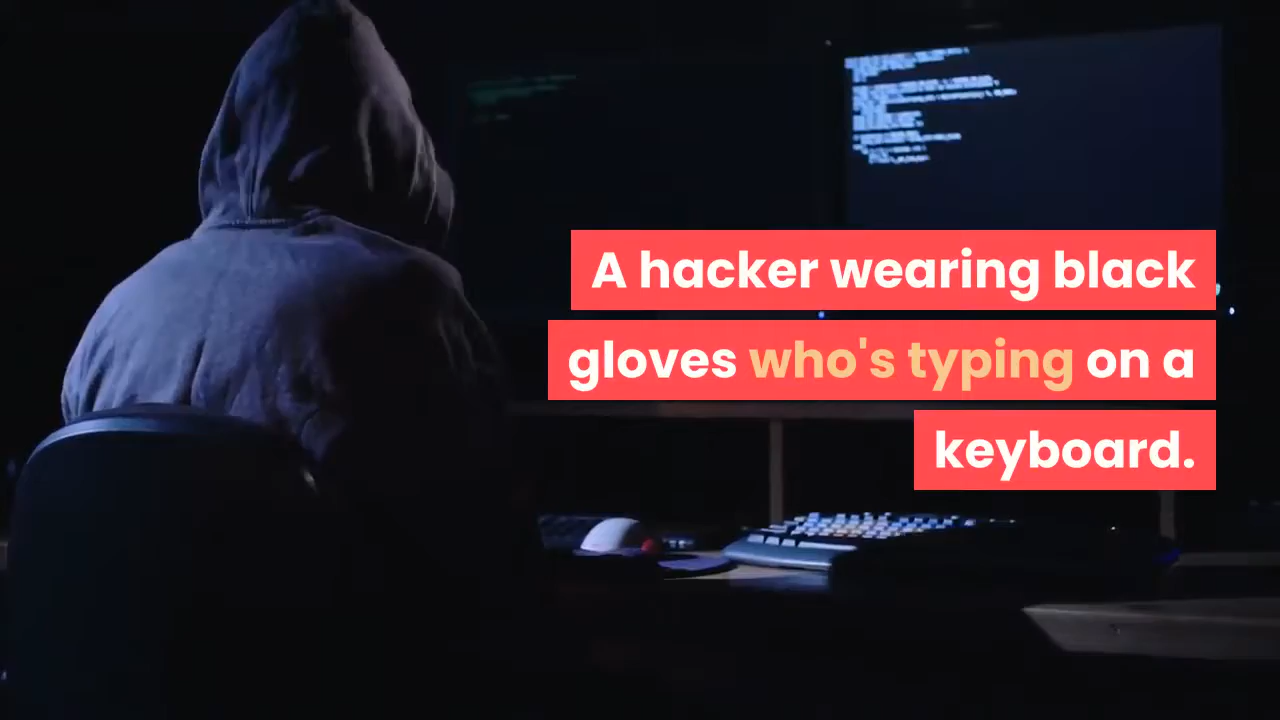 A hacker wearing black
gloves who's typing on a
keyboard.